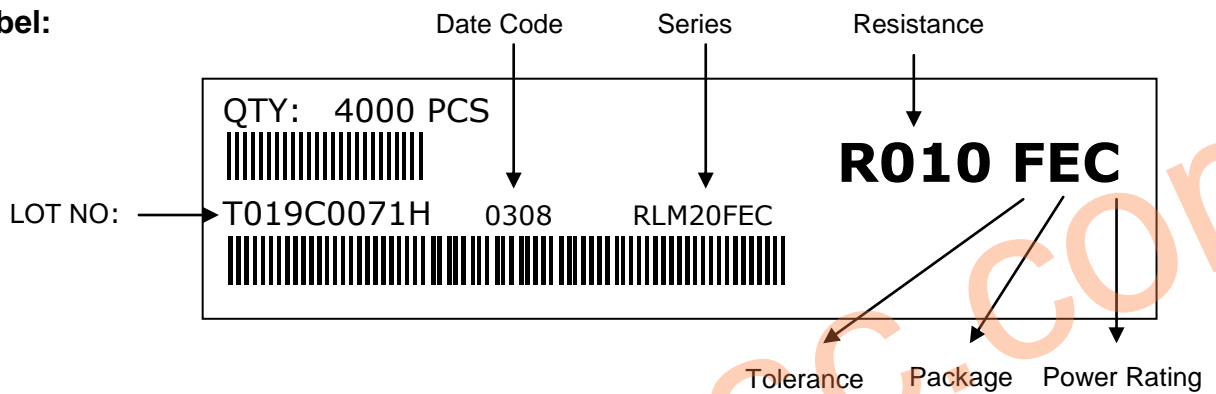 bel:
Date Code Series Resistance
QTY: 4000 PCS
R010 FEC
LOT NO: T019C0071H 0308 RLM20FEC
Tolerance Package Power Rating